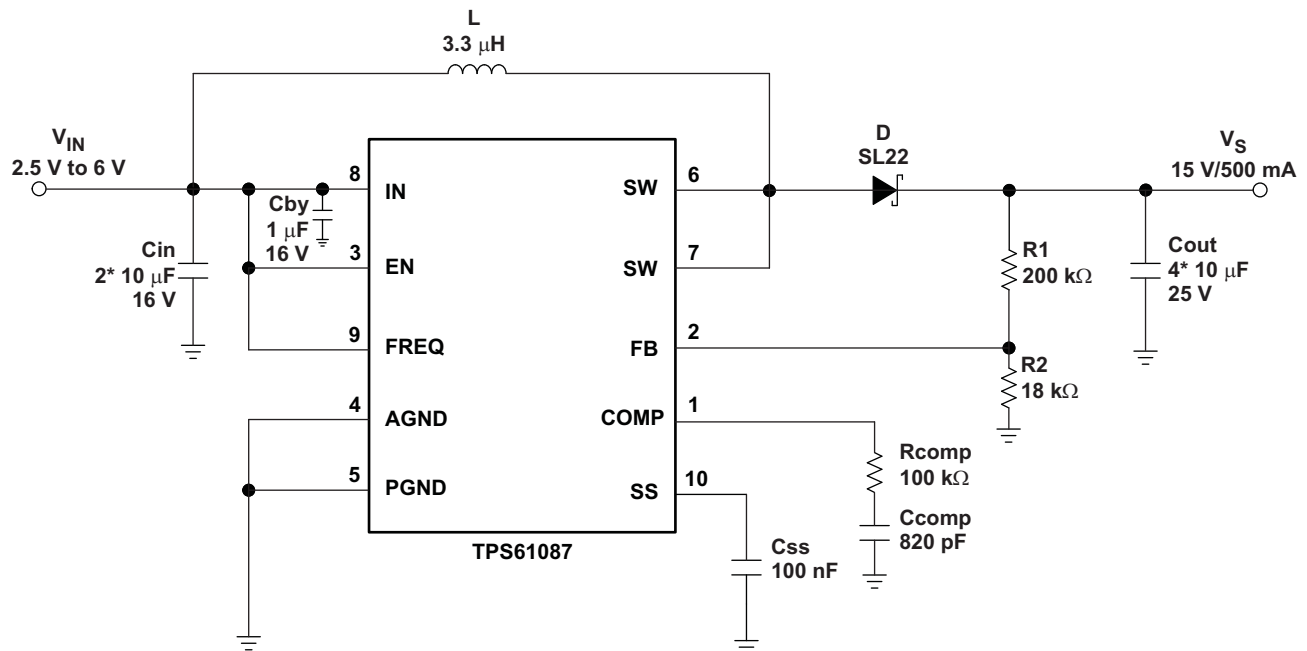 L
3.3 μH
VIN
2.5 V to 6 V
D
SL22
VS
15 V/500 mA
8
IN
SW
6
Cby
1 μF
16 V
Cin
2* 10 μF
16 V
3
EN
SW
7
R1
200 kΩ
Cout
4* 10 μF
25 V
9
FREQ
FB
2
R2
18 kΩ
4
AGND
COMP
1
Rcomp
100 kΩ
5
PGND
SS
10
Ccomp
820 pF
TPS61087
Css
100 nF